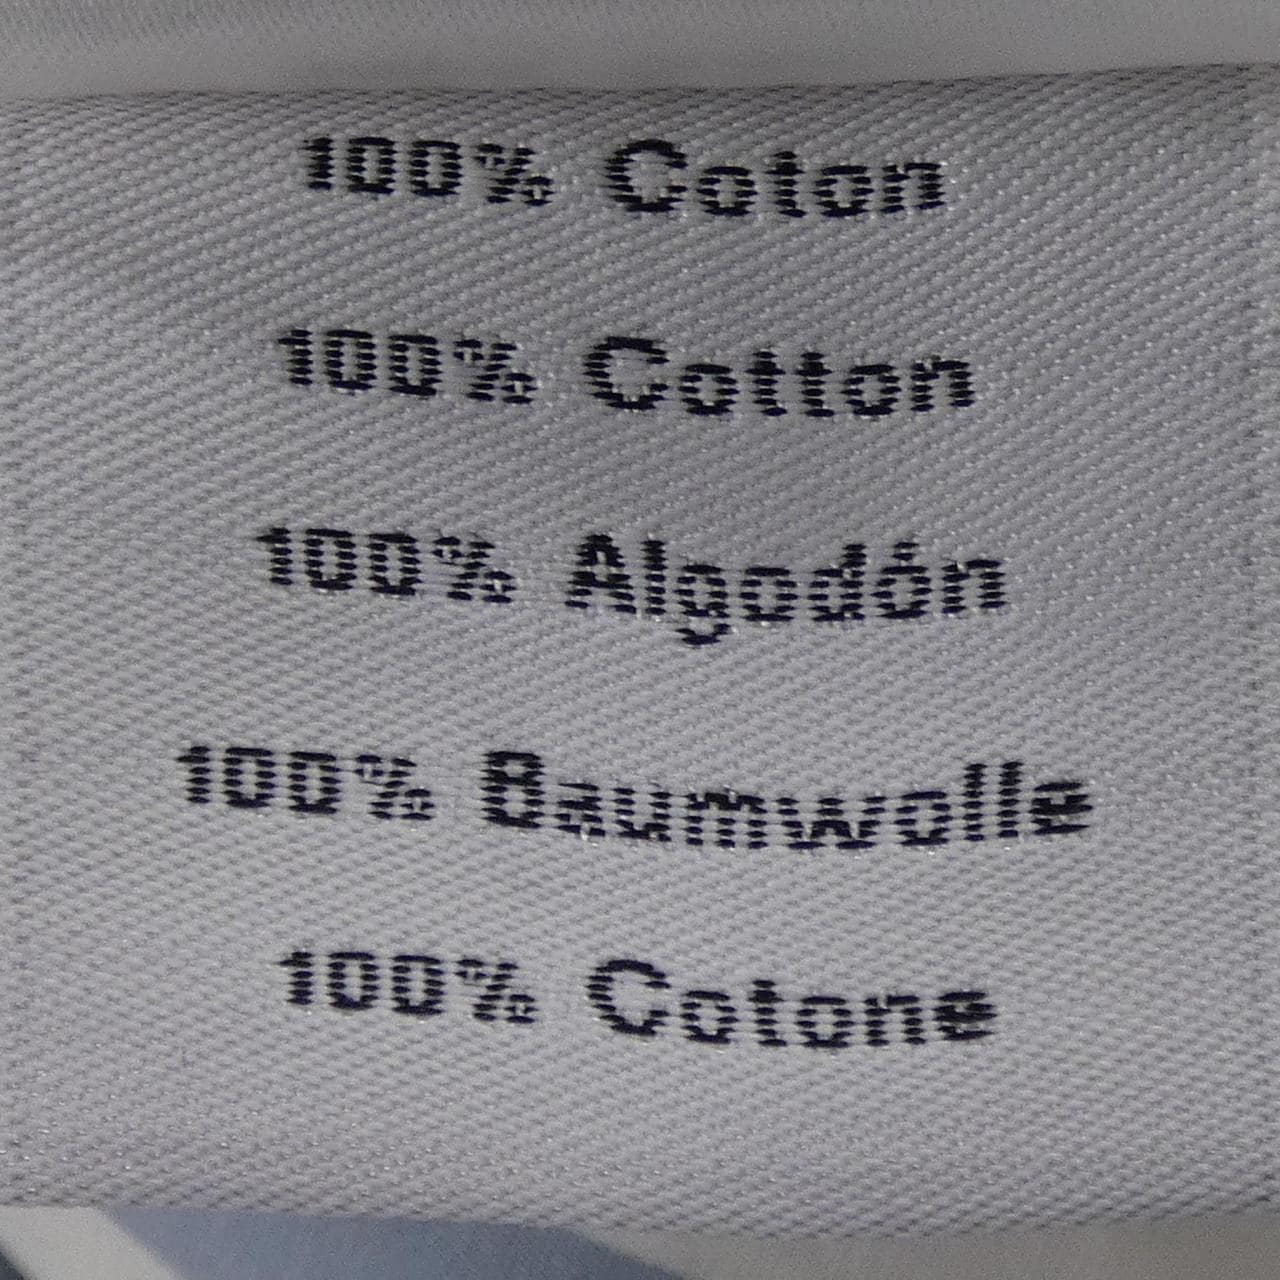 100% Coton
100% Cotton
100% Algodón
100% Baumwolle
100% Cotone